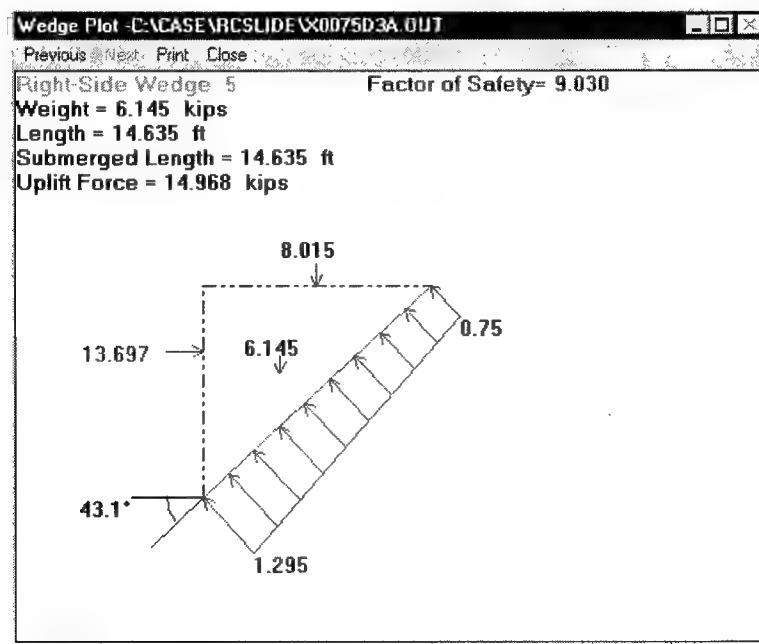 Wedge Plot -C:\CASE\RCSLIDE\X0075D3A.OUT
Previous Next Print Close
Right-Side Wedge 5 Factor of Safety= 9.030
Weight = 6.145 kips
Length = 14.635 ft
Submerged Length = 14.635 ft
Uplift Force = 14.968 kips
8.015
0.75
13.697
6.145
43.1°
1.295